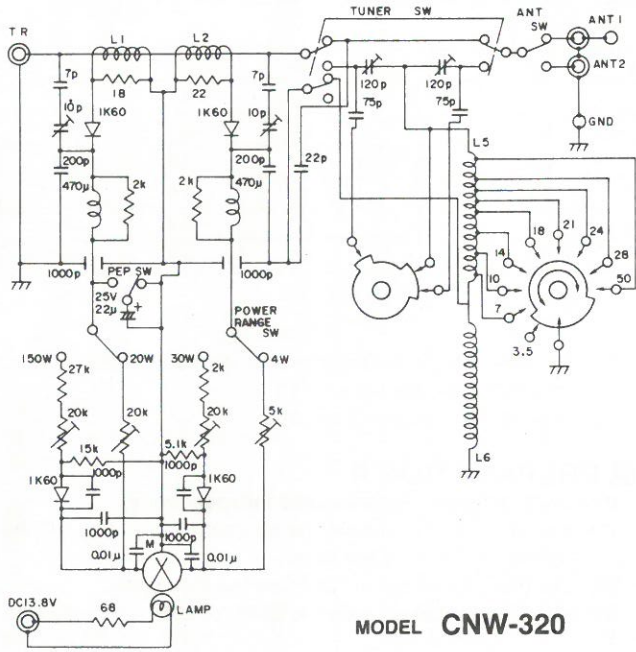 TUNER SW
ANT SW
ANT 1
ANT2
GND
TR
L1
L2
7p
18
22
7p
10p
1K60
1K60
10p
120p
120p
75p
75p
200p
200p
22p
470μ
2k
2k
470μ
L5
21
18
24
14
28
10
50
7
3.5
1000p
PEP SW
1000p
25V
22μ
+
POWER RANGE SW
150W
20W
30W
4W
27k
2k
20k
20k
20k
5k
15k
5.1k
1000p
1000p
1K60
1K60
1000p
1000p
0.01μ
M
0.01μ
L6
DC13.8V
68
LAMP
MODEL CNW-320